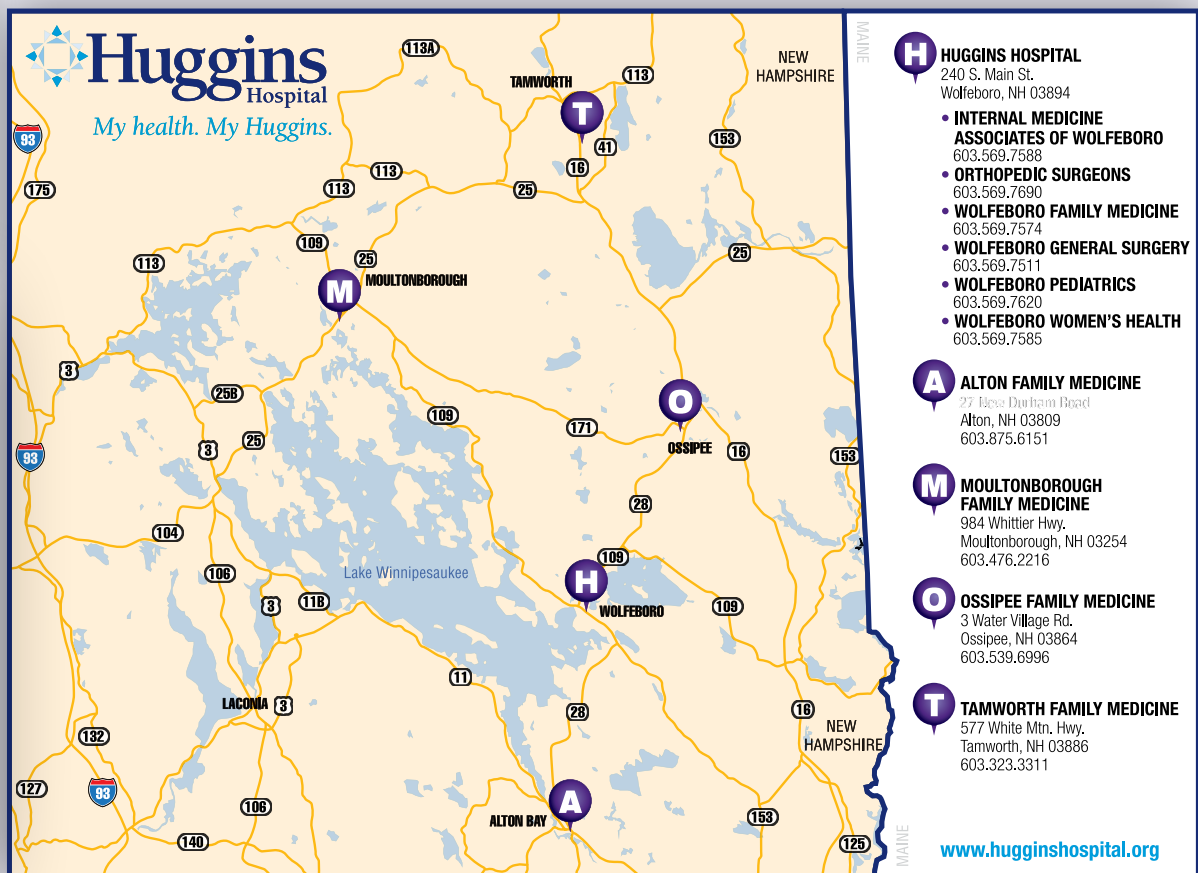 Huggins
Hospital
My health. My Huggins.
113A
TAMWORTH
113
NEW
HAMPSHIRE
MAINE
T
93
153
41
16
175
113
113
25
109
25
25
113
M
MOULTONBOROUGH
3
25B
O
109
171
OSSIPEE
16
153
25
3
93
28
104
109
H
106
Lake Winnipesaukee
3
11B
WOLFEBORO
109
11
LACONIA
3
28
16
NEW
HAMPSHIRE
132
127
93
106
A
ALTON BAY
153
140
125
MAINE
H
HUGGINS HOSPITAL
240 S. Main St.
Wolfeboro, NH 03894
• INTERNAL MEDICINE
ASSOCIATES OF WOLFEBORO
603.569.7588
• ORTHOPEDIC SURGEONS
603.569.7690
• WOLFEBORO FAMILY MEDICINE
603.569.7574
• WOLFEBORO GENERAL SURGERY
603.569.7511
• WOLFEBORO PEDIATRICS
603.569.7620
• WOLFEBORO WOMEN'S HEALTH
603.569.7585
A
ALTON FAMILY MEDICINE
27 New Durham Road
Alton, NH 03809
603.875.6151
M
MOULTONBOROUGH
FAMILY MEDICINE
984 Whittier Hwy.
Moultonborough, NH 03254
603.476.2216
O
OSSIPEE FAMILY MEDICINE
3 Water Village Rd.
Ossipee, NH 03864
603.539.6996
T
TAMWORTH FAMILY MEDICINE
577 White Mtn. Hwy.
Tamworth, NH 03886
603.323.3311
www.hugginshospital.org